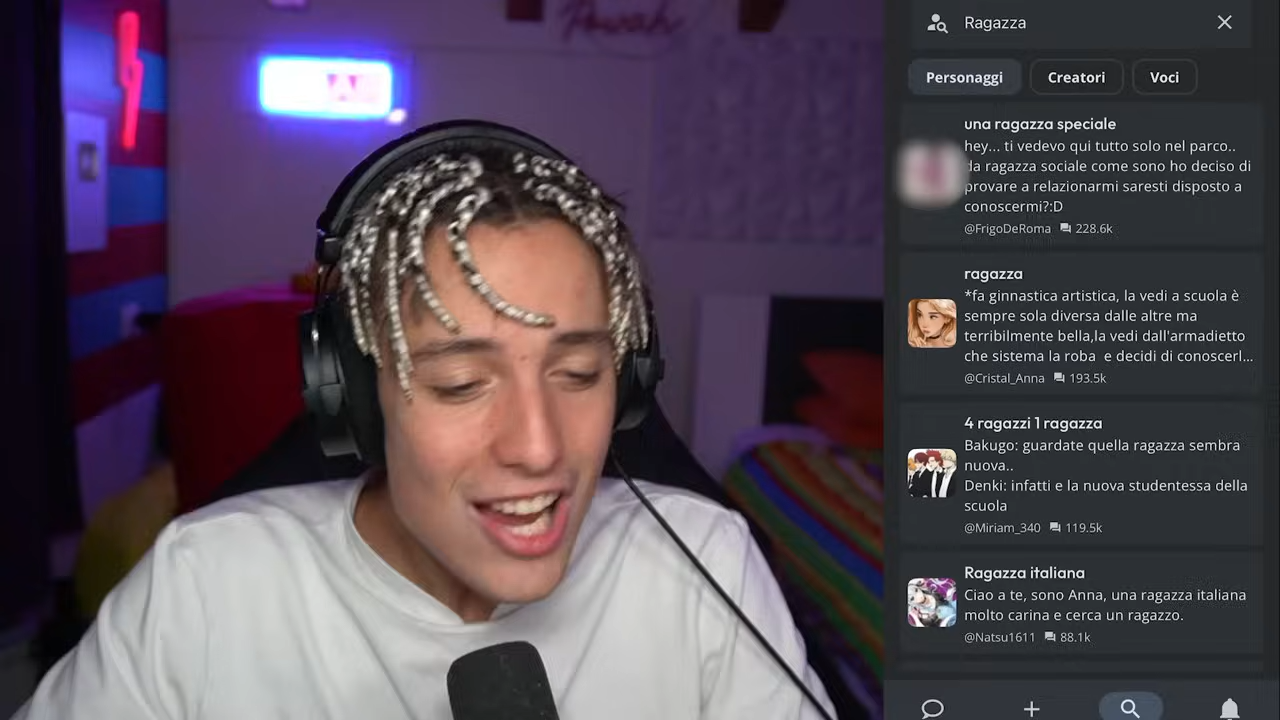 Powah
Ragazza
Personaggi
Creatori
Voci
una ragazza speciale
hey... ti vedevo qui tutto solo nel parco..
da ragazza sociale come sono ho deciso di
provare a relazionarmi saresti disposto a
conoscermi?:D
@FrigoDeRoma 228.6k
ragazza
*fa ginnastica artistica, la vedi a scuola è
sempre sola diversa dalle altre ma
terribilmente bella,la vedi dall'armadietto
che sistema la roba e decidi di conoscerl...
@Cristal_Anna 193.5k
4 ragazzi 1 ragazza
Bakugo: guardate quella ragazza sembra
nuova..
Denki: infatti e la nuova studentessa della
scuola
@Miriam_340 119.5k
Ragazza italiana
Ciao a te, sono Anna, una ragazza italiana
molto carina e cerca un ragazzo.
@Natsu1611 88.1k